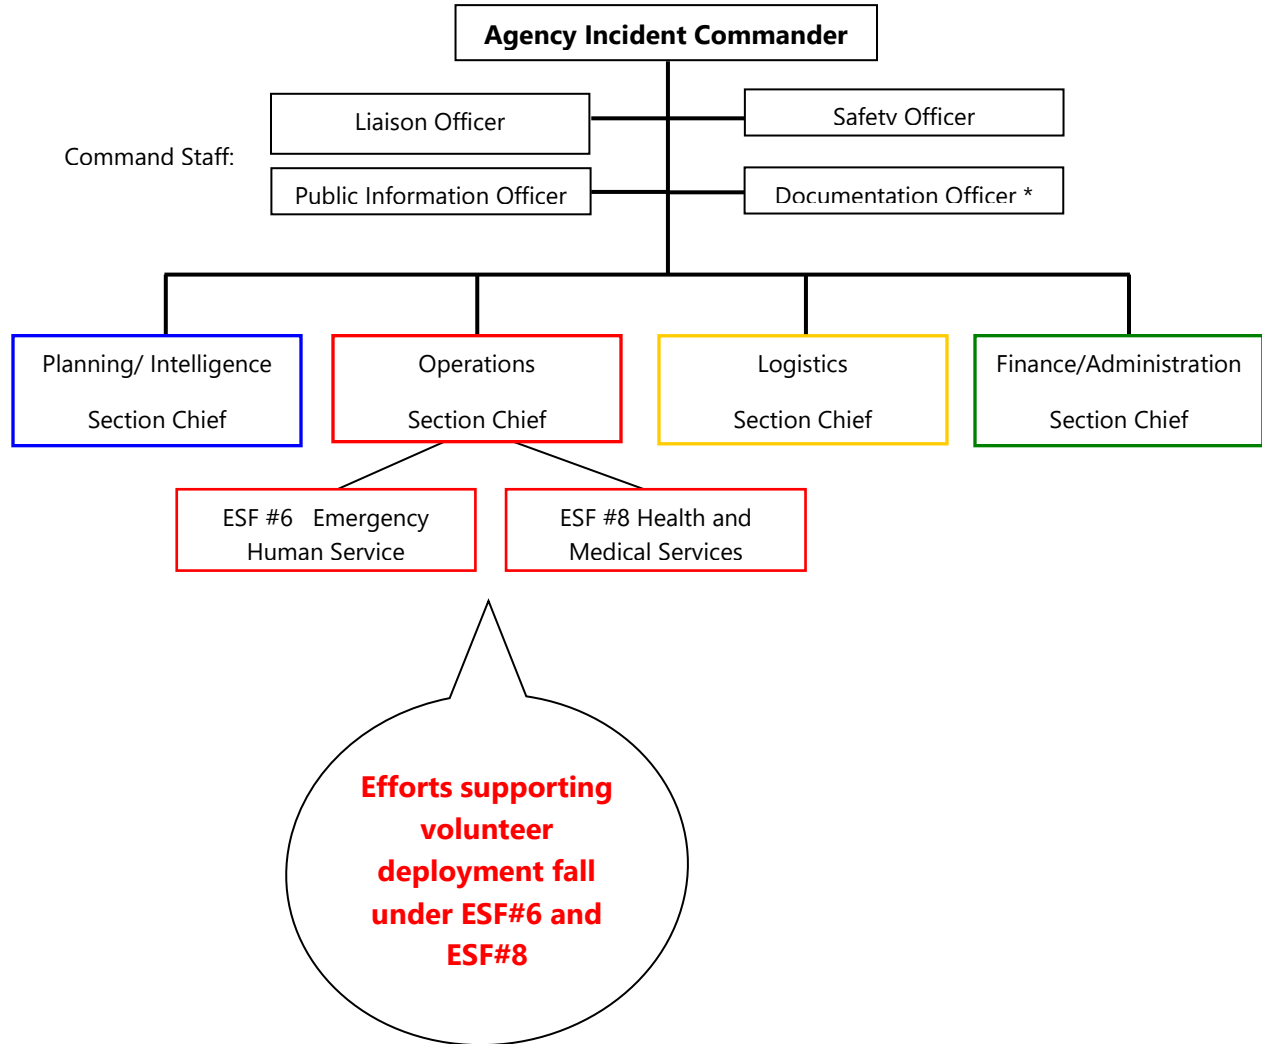 Agency Incident Commander
Liaison Officer
Safety Officer
Command Staff:
Public Information Officer
Documentation Officer *
Planning/ Intelligence
Section Chief
Operations
Section Chief
Logistics
Section Chief
Finance/Administration
Section Chief
ESF #6   Emergency
Human Service
ESF #8 Health and
Medical Services
Efforts supporting
volunteer
deployment fall
under ESF#6 and
ESF#8